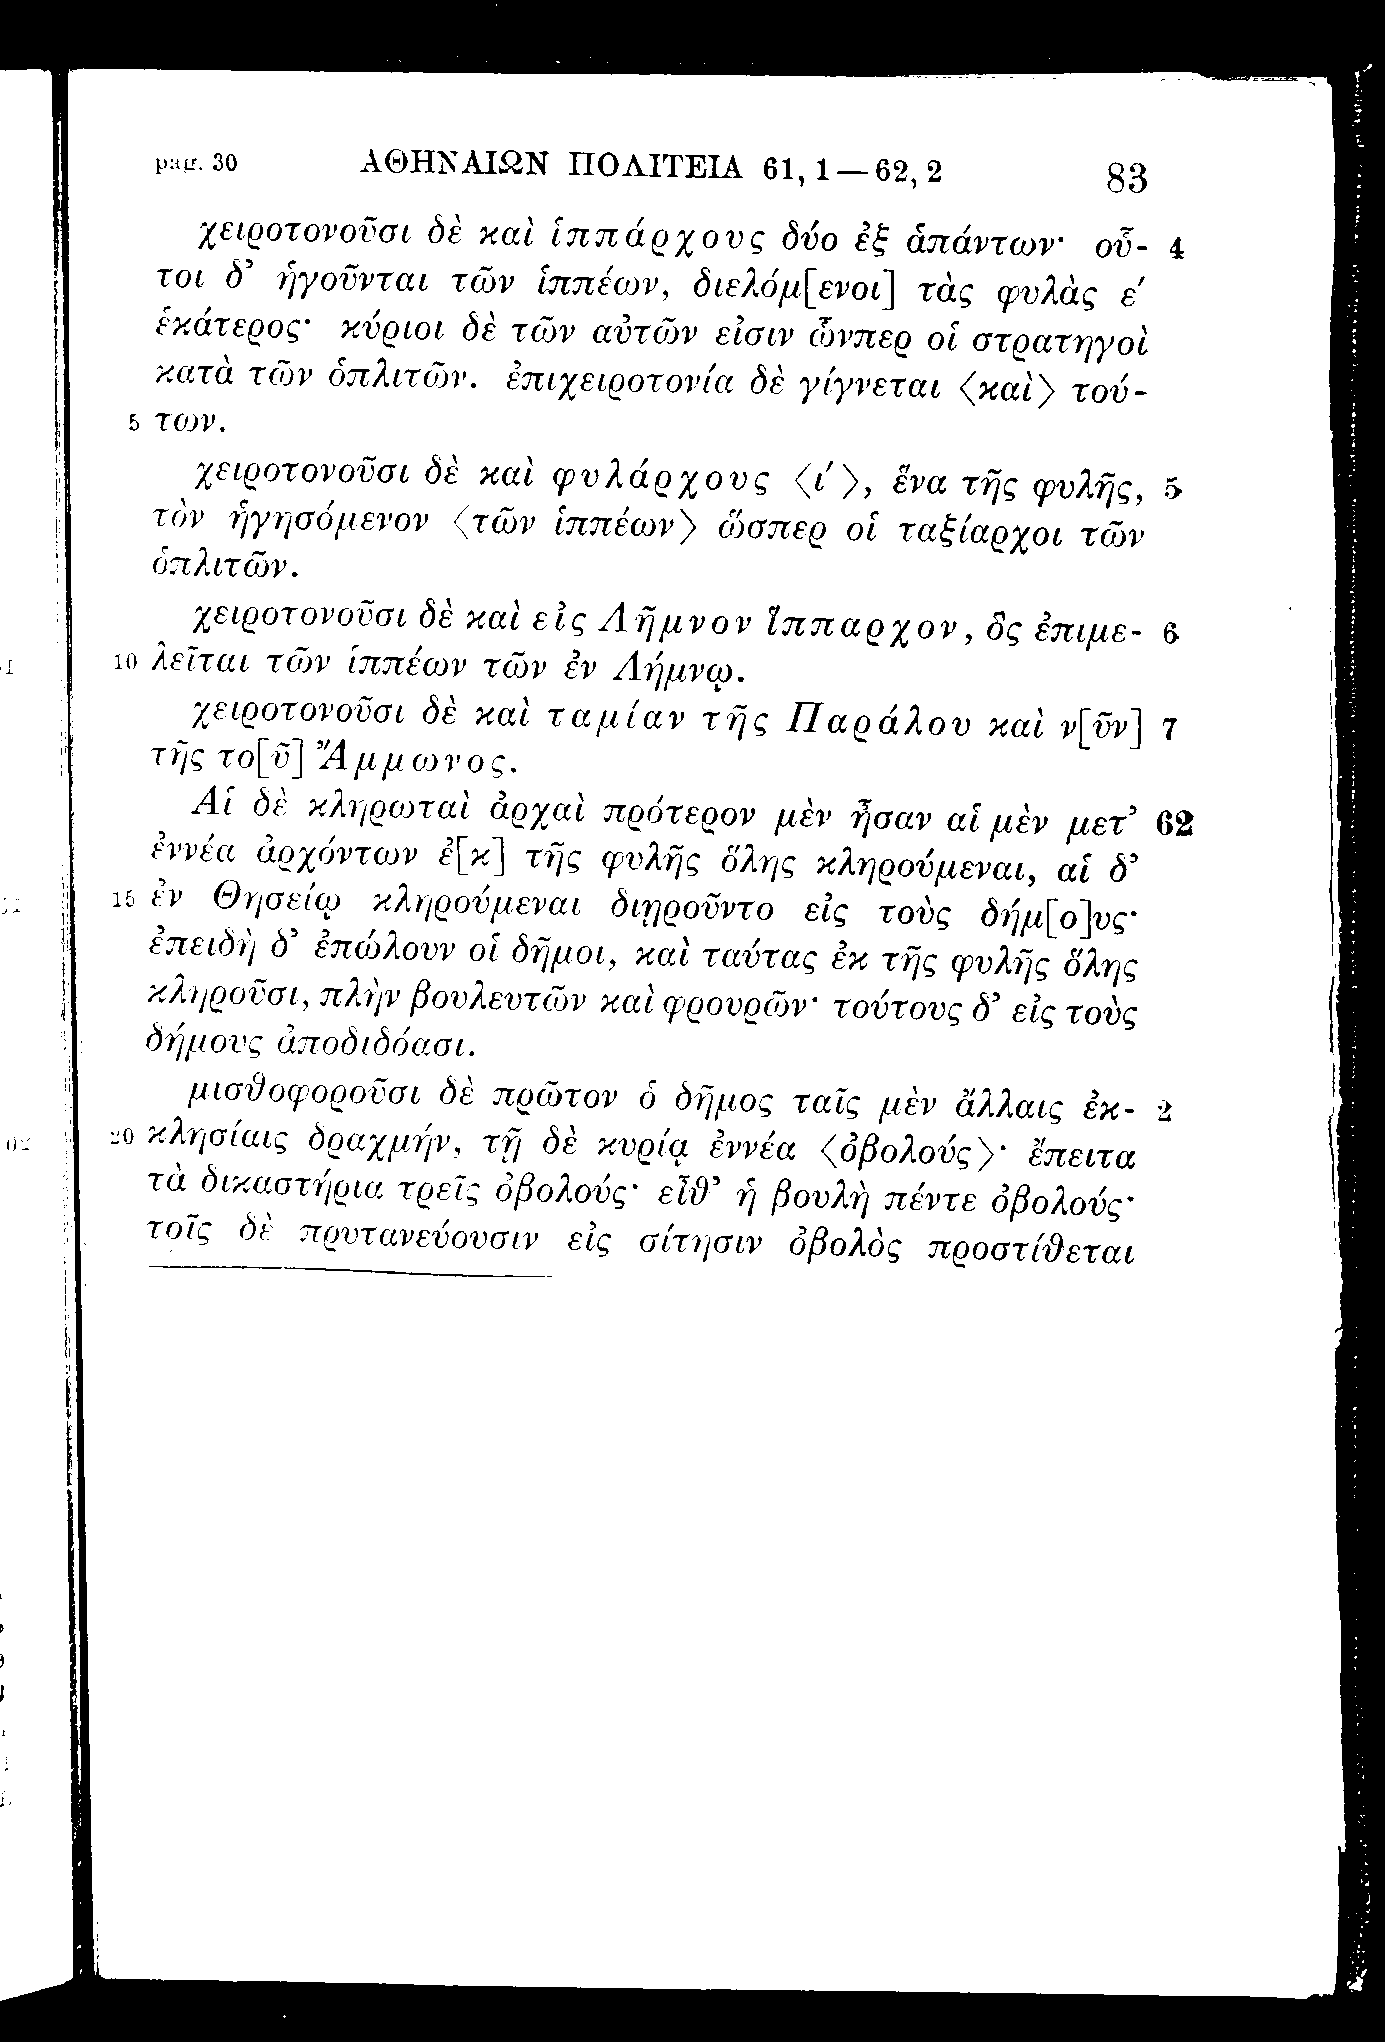 pag. 30 ΑΘΗΝΑΙΩΝ ΠΟΛΙΤΕΙΑ 61, 1 — 62, 2 83
χειροτονοῦσι δὲ καὶ ἱππάρχους δύο ἐξ ἁπάντων· οὗ- 4
τοι δ’ ἡγοῦνται τῶν ἱππέων, διελόμ[ενοι] τὰς φυλὰς ε´
ἑκάτερος· κύριοι δὲ τῶν αὐτῶν εἰσιν ὧνπερ οἱ στρατηγοὶ
κατὰ τῶν ὁπλιτῶν. ἐπιχειροτονία δὲ γίγνεται ⟨καὶ⟩ τού-
5 των.
χειροτονοῦσι δὲ καὶ φυλάρχους ⟨ι´⟩, ἕνα τῆς φυλῆς, 5
τὸν ἡγησόμενον ⟨τῶν ἱππέων⟩ ὥσπερ οἱ ταξίαρχοι τῶν
ὁπλιτῶν.
χειροτονοῦσι δὲ καὶ εἰς Λῆμνον ἵππαρχον, ὃς ἐπιμε- 6
10 λεῖται τῶν ἱππέων τῶν ἐν Λήμνῳ.
χειροτονοῦσι δὲ καὶ ταμίαν τῆς Παράλου καὶ ν[ῦν] 7
τῆς το[ῦ] Ἄμμωνος.
Αἱ δὲ κληρωταὶ ἀρχαὶ πρότερον μὲν ἦσαν αἱ μὲν μετ’ 62
ἐννέα ἀρχόντων ἐ[κ] τῆς φυλῆς ὅλης κληρούμεναι, αἱ δ’
15 ἐν Θησείῳ κληρούμεναι διῃροῦντο εἰς τοὺς δήμ[ο]υς·
ἐπειδὴ δ’ ἐπώλουν οἱ δῆμοι, καὶ ταύτας ἐκ τῆς φυλῆς ὅλης
κληροῦσι, πλὴν βουλευτῶν καὶ φρουρῶν· τούτους δ’ εἰς τοὺς
δήμους ἀποδιδόασι.
μισθοφοροῦσι δὲ πρῶτον ὁ δῆμος ταῖς μὲν ἄλλαις ἐκ- 2
20 κλησίαις δραχμήν, τῇ δὲ κυρίᾳ ἐννέα ⟨ὀβολούς⟩· ἔπειτα
τὰ δικαστήρια τρεῖς ὀβολούς· εἶθ’ ἡ βουλὴ πέντε ὀβολούς·
τοῖς δὲ πρυτανεύουσιν εἰς σίτησιν ὀβολὸς προστίθεται